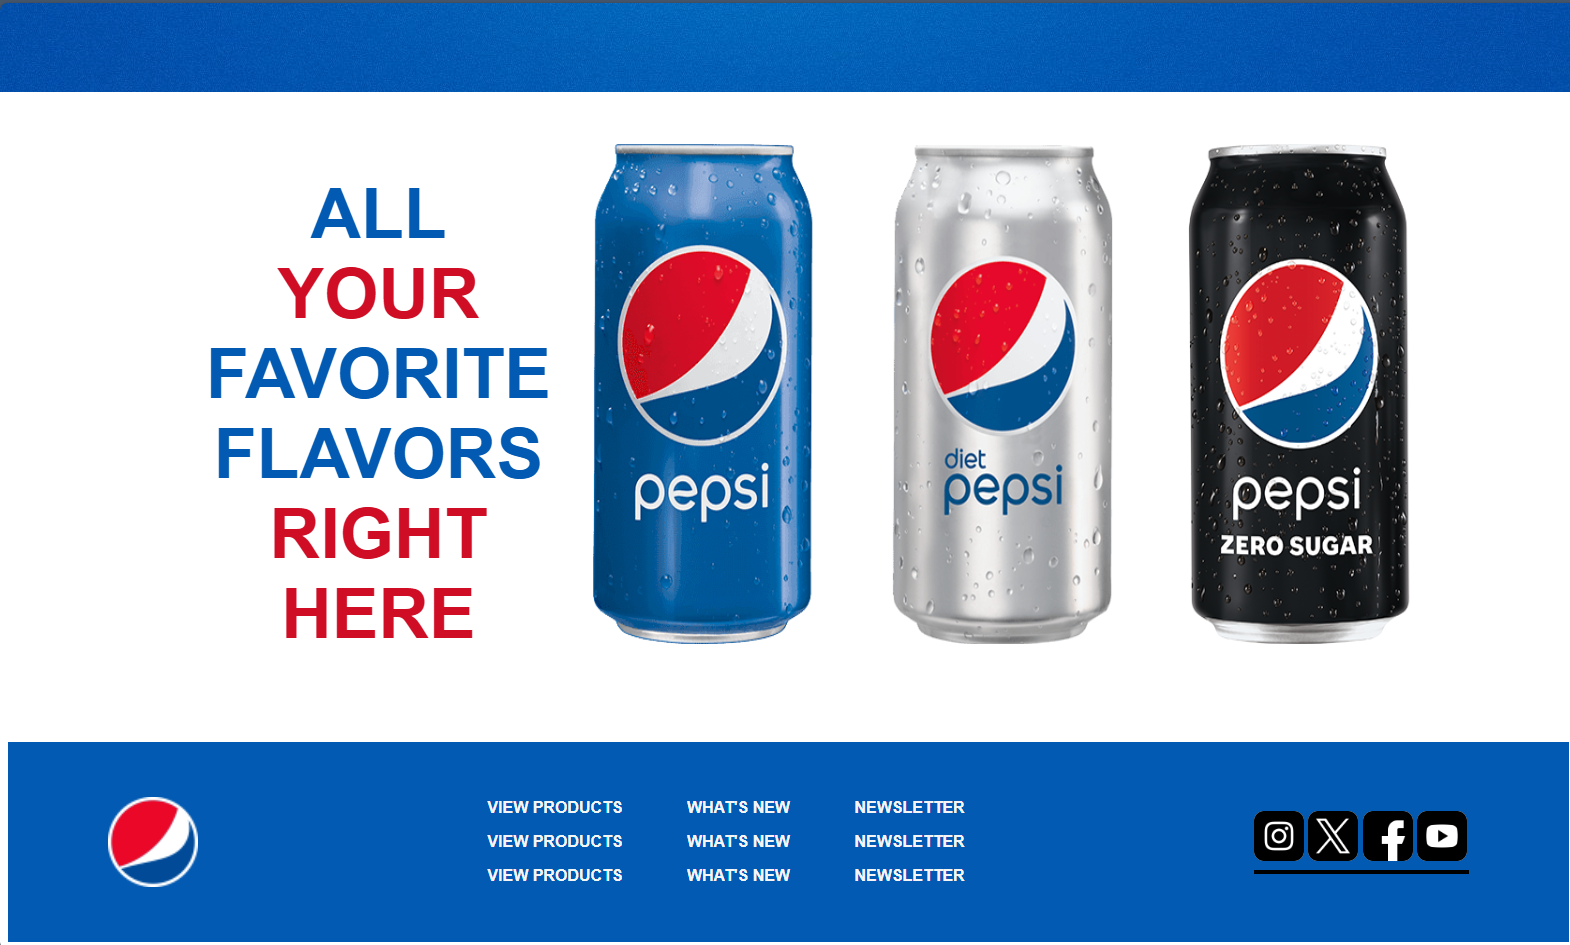 ALL
YOUR
FAVORITE
FLAVORS
RIGHT
HERE
pepsi
diet
pepsi
pepsi
ZERO SUGAR
VIEW PRODUCTS WHAT'S NEW NEWSLETTER
VIEW PRODUCTS WHAT'S NEW NEWSLETTER
VIEW PRODUCTS WHAT'S NEW NEWSLETTER